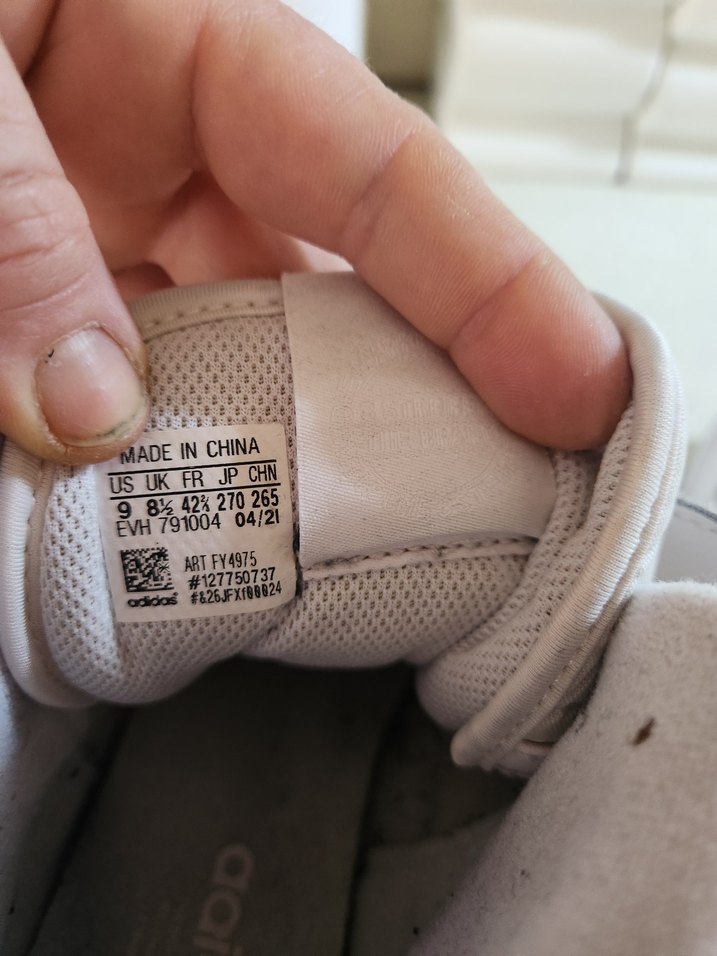 MADE IN CHINA
US UK FR JP CHN
9 8½ 42⅔ 270 265
EVH 791004 04/21
ART FY4975
#127750737
adidas #&26JFXf00024